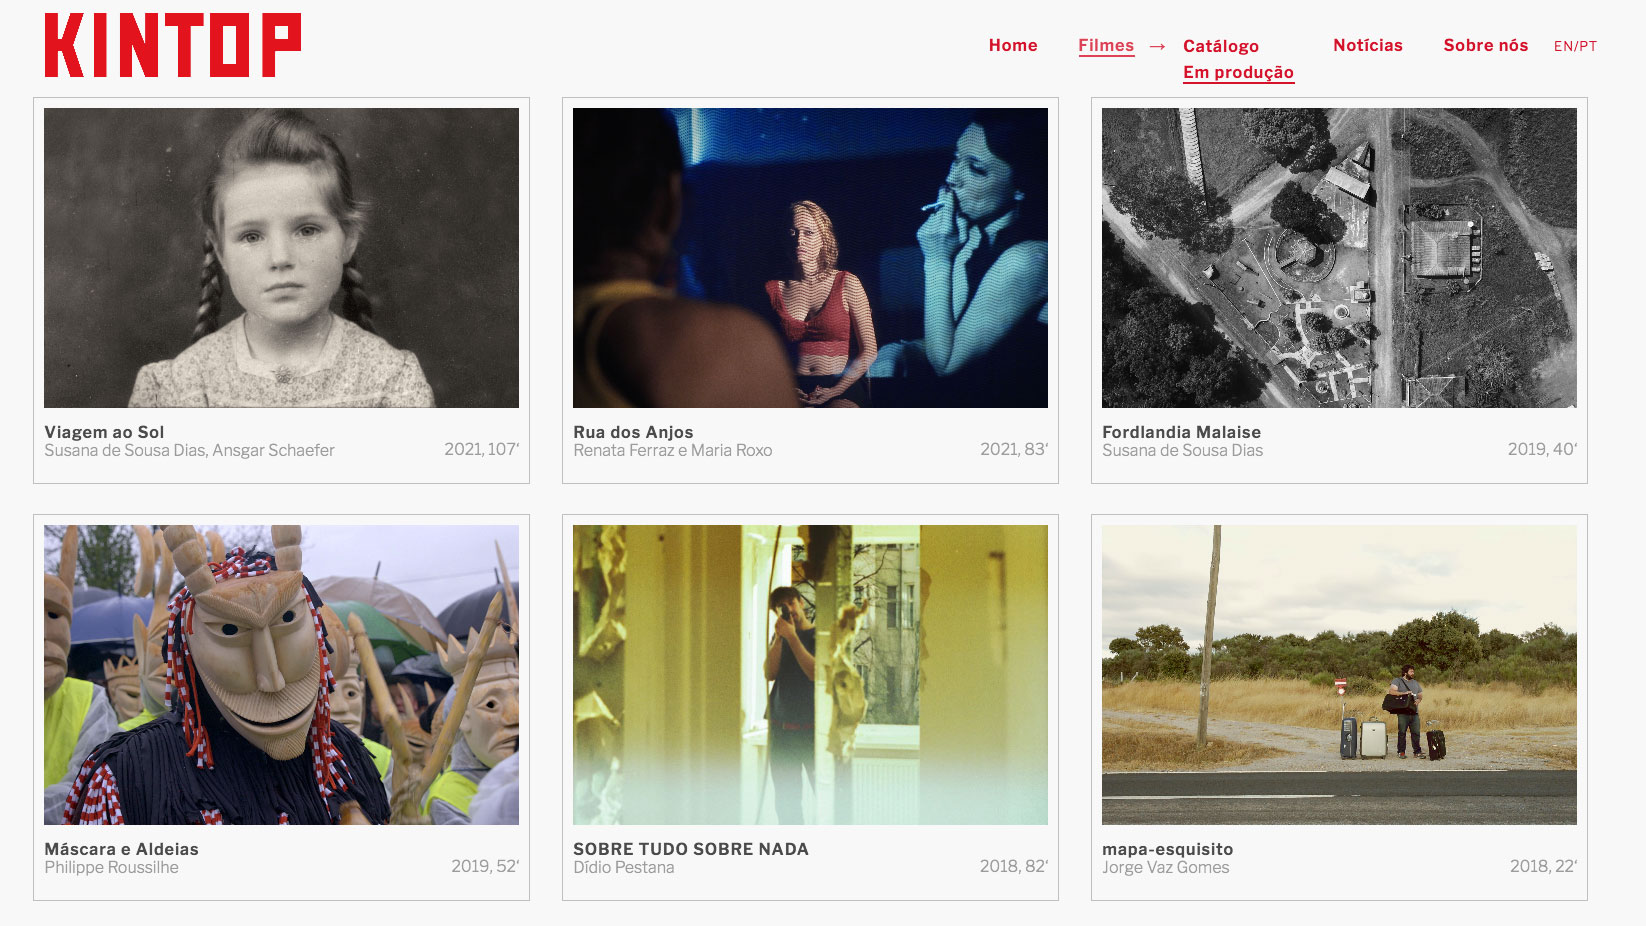 KINTOP
Home Filmes → Catálogo Notícias Sobre nós EN/PT
Em produção
Viagem ao Sol
Susana de Sousa Dias, Ansgar Schaefer 2021, 107‘
Rua dos Anjos
Renata Ferraz e Maria Roxo 2021, 83‘
Fordlandia Malaise
Susana de Sousa Dias 2019, 40‘
Máscara e Aldeias
Philippe Roussilhe 2019, 52‘
SOBRE TUDO SOBRE NADA
Dídio Pestana 2018, 82‘
mapa-esquisito
Jorge Vaz Gomes 2018, 22‘